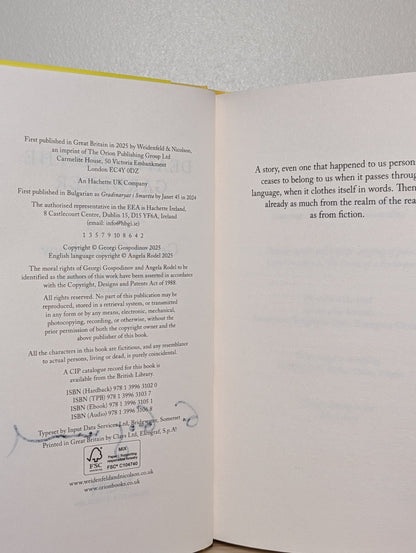 First published in Great Britain in 2025 by Weidenfeld & Nicolson,
an imprint of The Orion Publishing Group Ltd
Carmelite House, 50 Victoria Embankment
London EC4Y 0DZ
An Hachette UK Company
First published in Bulgarian as Gradinaryat i Smartta by Janet 45 in 2024
The authorised representative in the EEA is Hachette Ireland,
8 Castlecourt Centre, Dublin 15, D15 YF6A, Ireland
(email: info@hbgi.ie)
1 3 5 7 9 10 8 6 4 2
Copyright © Georgi Gospodinov 2025
English language copyright © Angela Rodel 2025
The moral rights of Georgi Gospodinov and Angela Rodel to be
identified as the authors of this work have been asserted in accordance
with the Copyright, Designs and Patents Act of 1988.
All rights reserved. No part of this publication may be
reproduced, stored in a retrieval system, or transmitted
in any form or by any means, electronic, mechanical,
photocopying, recording, or otherwise, without the
prior permission of both the copyright owner and the
above publisher of this book.
All the characters in this book are fictitious, and any resemblance
to actual persons, living or dead, is purely coincidental.
A CIP catalogue record for this book is
available from the British Library.
ISBN (Hardback) 978 1 3996 3102 0
ISBN (TPB) 978 1 3996 3103 7
ISBN (Ebook) 978 1 3996 3105 1
ISBN (Audio) 978 1 3996 3106 8
Typeset by Input Data Services Ltd, Bridgwater, Somerset
Printed in Great Britain by Clays Ltd, Elcograf, S.p.A.
FSC
www.fsc.org
MIX
Paper | Supporting
responsible forestry
FSC® C104740
www.weidenfeldandnicolson.co.uk
www.orionbooks.co.uk
A story, even one that happened to us person
ceases to belong to us when it passes through
language, when it clothes itself in words. Then
already as much from the realm of the rea
as from fiction.